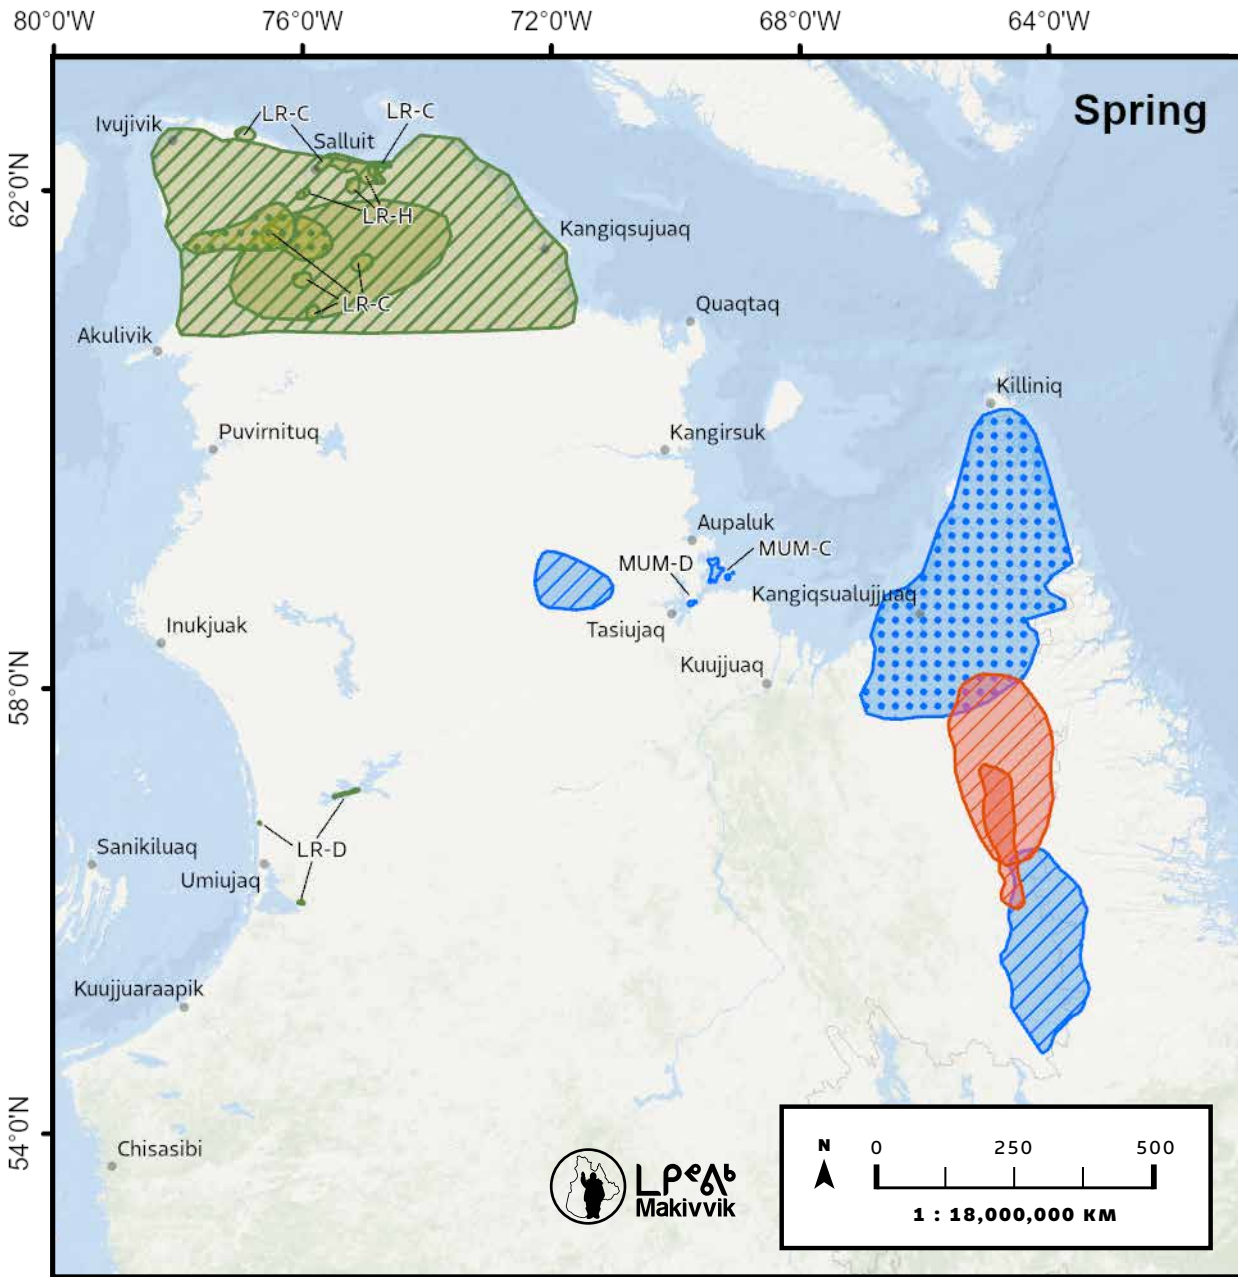 80°0'0"W 76°0'W 72°0'W 68°0'W 64°0'W
Spring
LR-C
LR-C
Ivujivik
Salluit
62°0'N
LR-H
Kangiqsujuaq
LR-C
Quaqtaq
Akulivik
Killiniq
Puvirnituq
Kangirsuk
Aupaluk
MUM-C
MUM-D
Kangiqsualujjuaq
Inukjuak
Tasiujaq
Kuujjuaq
58°0'N
Sanikiluaq
LR-D
Umiujaq
Kuujjuaraapik
54°0'N
Chisasibi
ᒪᑭᕝᕕᒃ
Makivvik
N 0 250 500
1 : 18,000,000 KM